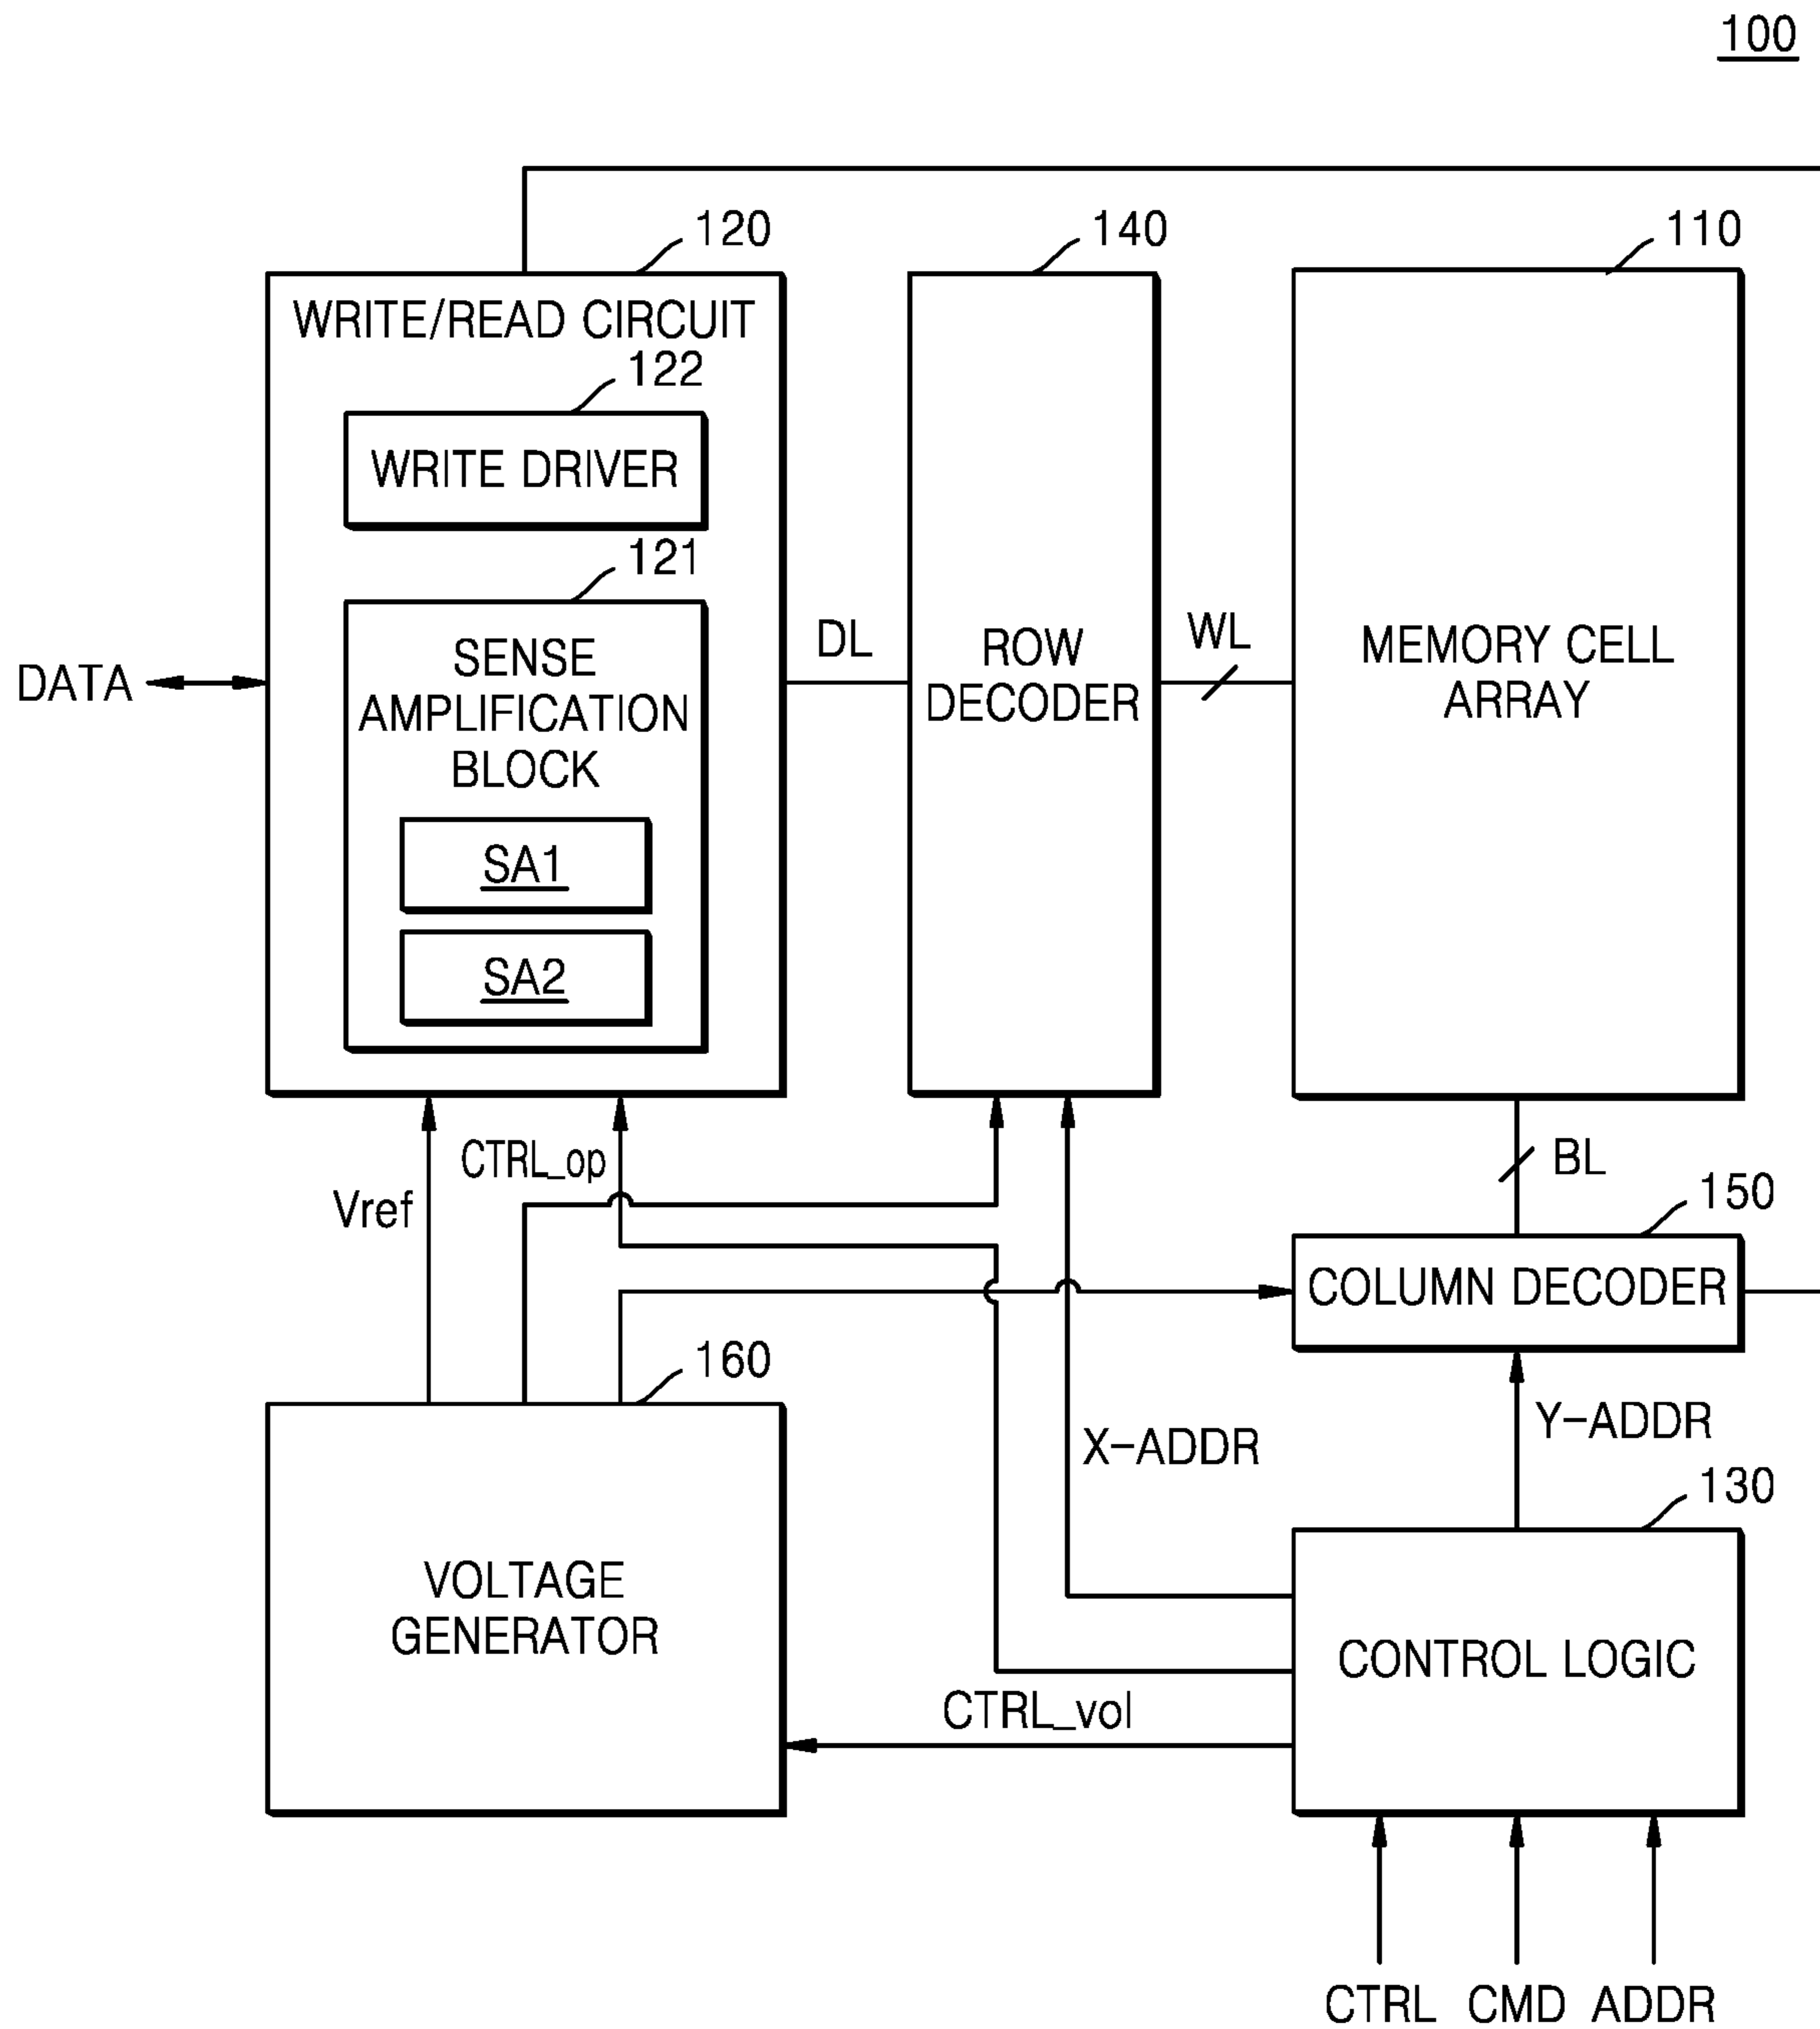 100
120
140
110
WRITE/READ CIRCUIT
122
WRITE DRIVER
121
SENSE
AMPLIFICATION
BLOCK
SA1
SA2
DATA
DL
ROW
DECODER
WL
MEMORY CELL
ARRAY
Vref
CTRL_op
BL
150
COLUMN DECODER
160
VOLTAGE
GENERATOR
X-ADDR
Y-ADDR
130
CONTROL LOGIC
CTRL_vol
CTRL CMD ADDR